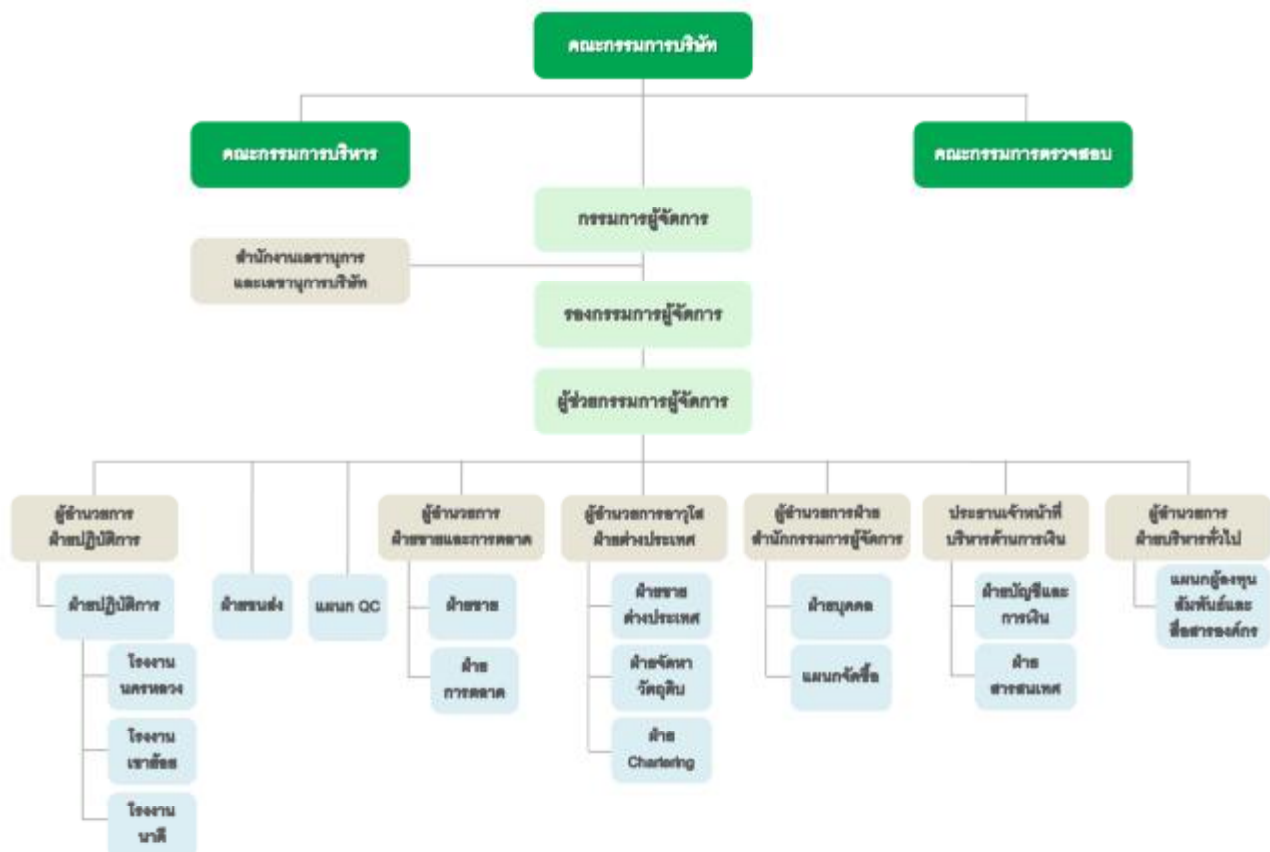 คณะกรรมการบริษัท
คณะกรรมการบริหาร
คณะกรรมการตรวจสอบ
กรรมการผู้จัดการ
สำนักงานเลขานุการ
และเลขานุการบริษัท
รองกรรมการผู้จัดการ
ผู้ช่วยกรรมการผู้จัดการ
ผู้อำนวยการ
ฝ่ายปฏิบัติการ
ผู้อำนวยการ
ฝ่ายขายและการตลาด
ผู้อำนวยการอาวุโส
ฝ่ายต่างประเทศ
ผู้อำนวยการฝ่าย
สำนักกรรมการผู้จัดการ
ประธานเจ้าหน้าที่
บริหารด้านการเงิน
ผู้อำนวยการ
ฝ่ายบริหารทั่วไป
ฝ่ายปฏิบัติการ
ฝ่ายขนส่ง
แผนก QC
ฝ่ายขาย
ฝ่ายขาย
ต่างประเทศ
ฝ่ายบุคคล
ฝ่ายบัญชีและ
การเงิน
แผนกผู้ลงทุน
สัมพันธ์และ
สื่อสารองค์กร
โรงงาน
นครหลวง
ฝ่าย
การตลาด
ฝ่ายจัดหา
วัตถุดิบ
แผนกจัดซื้อ
ฝ่าย
สารสนเทศ
โรงงาน
เขาย้อย
ฝ่าย
Chartering
โรงงาน
นาดี